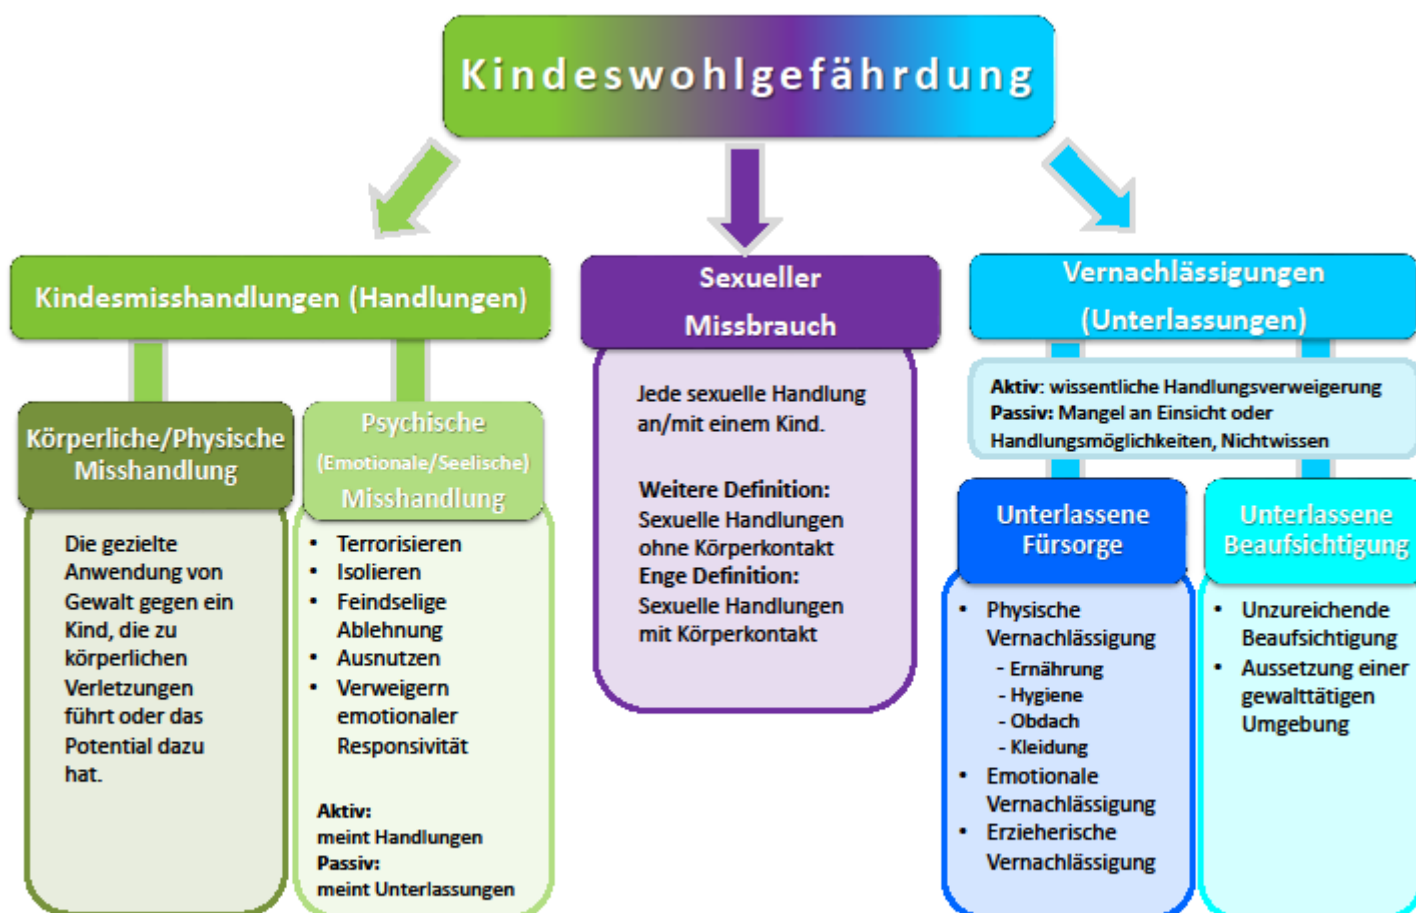 Kindeswohlgefährdung
Kindesmisshandlungen (Handlungen)
Körperliche/Physische
Misshandlung
Die gezielte
Anwendung von
Gewalt gegen ein
Kind, die zu
körperlichen
Verletzungen
führt oder das
Potential dazu
hat.
Psychische
(Emotionale/Seelische)
Misshandlung
• Terrorisieren
• Isolieren
• Feindselige
Ablehnung
• Ausnutzen
• Verweigern
emotionaler
Responsivität
Aktiv:
meint Handlungen
Passiv:
meint Unterlassungen
Sexueller
Missbrauch
Jede sexuelle Handlung
an/mit einem Kind.
Weitere Definition:
Sexuelle Handlungen
ohne Körperkontakt
Enge Definition:
Sexuelle Handlungen
mit Körperkontakt
Vernachlässigungen
(Unterlassungen)
Aktiv: wissentliche Handlungsverweigerung
Passiv: Mangel an Einsicht oder
Handlungsmöglichkeiten, Nichtwissen
Unterlassene
Fürsorge
• Physische
Vernachlässigung
- Ernährung
- Hygiene
- Obdach
- Kleidung
• Emotionale
Vernachlässigung
• Erzieherische
Vernachlässigung
Unterlassene
Beaufsichtigung
• Unzureichende
Beaufsichtigung
• Aussetzung einer
gewalttätigen
Umgebung